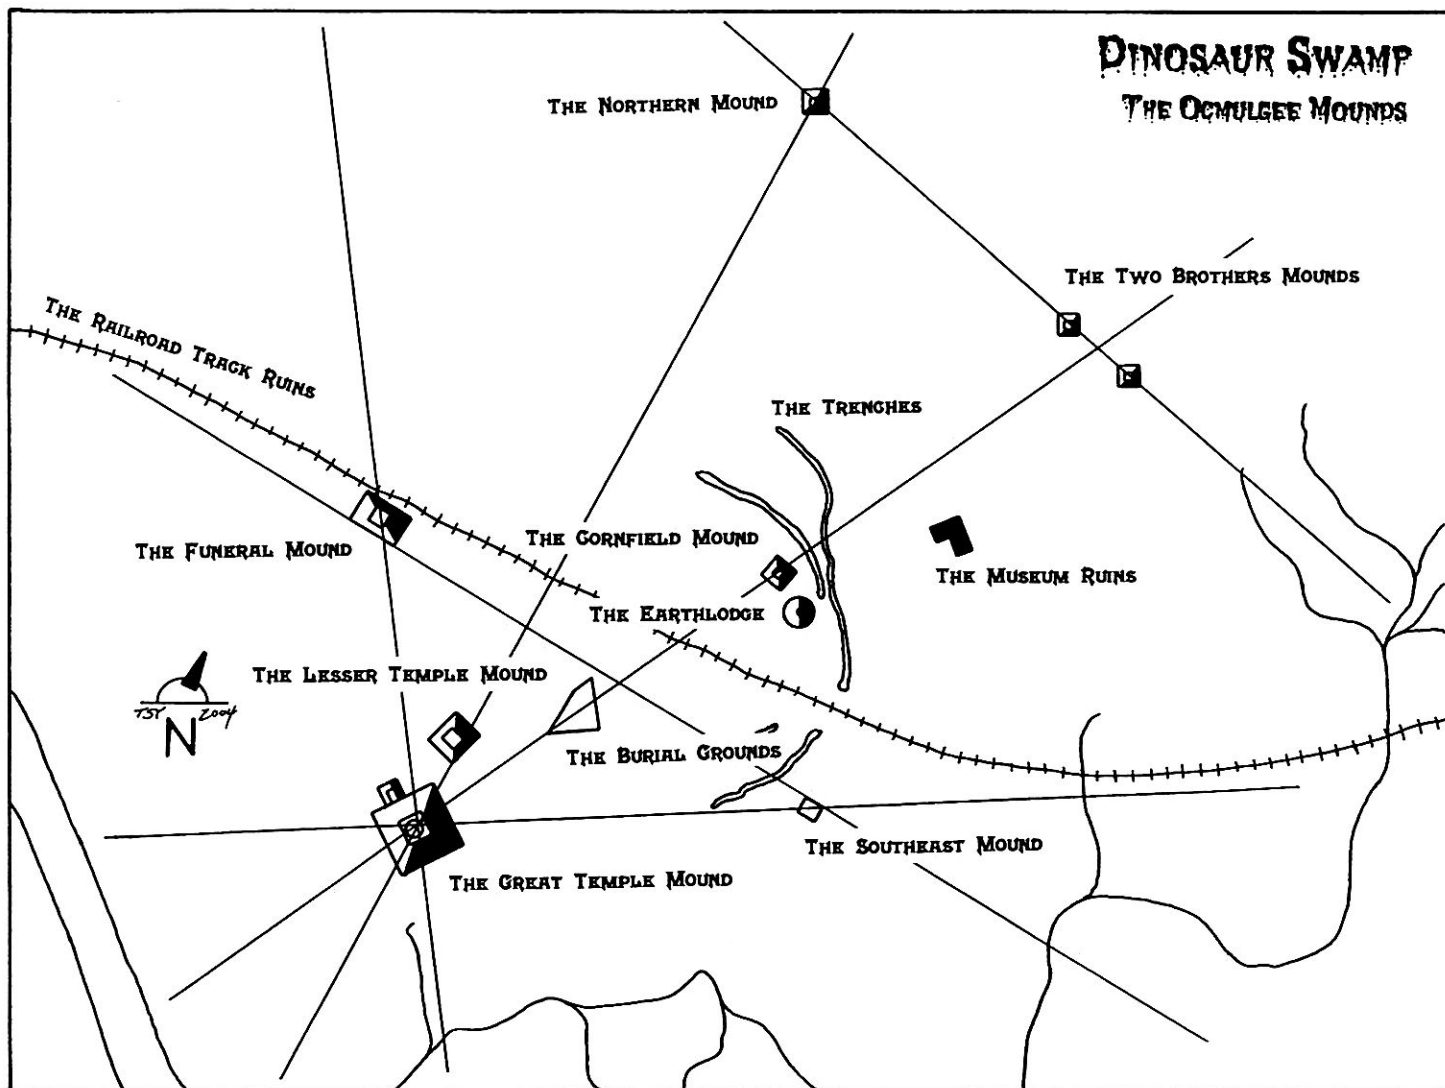 DINOSAUR SWAMP
THE OCMULGEE MOUNDS
THE NORTHERN MOUND
THE TWO BROTHERS MOUNDS
THE RAILROAD TRACK RUINS
THE TRENCHES
THE CORNFIELD MOUND
THE FUNERAL MOUND
THE MUSEUM RUINS
THE EARTHLODGE
THE LESSER TEMPLE MOUND
TSY 2004
N
THE BURIAL GROUNDS
THE SOUTHEAST MOUND
THE GREAT TEMPLE MOUND